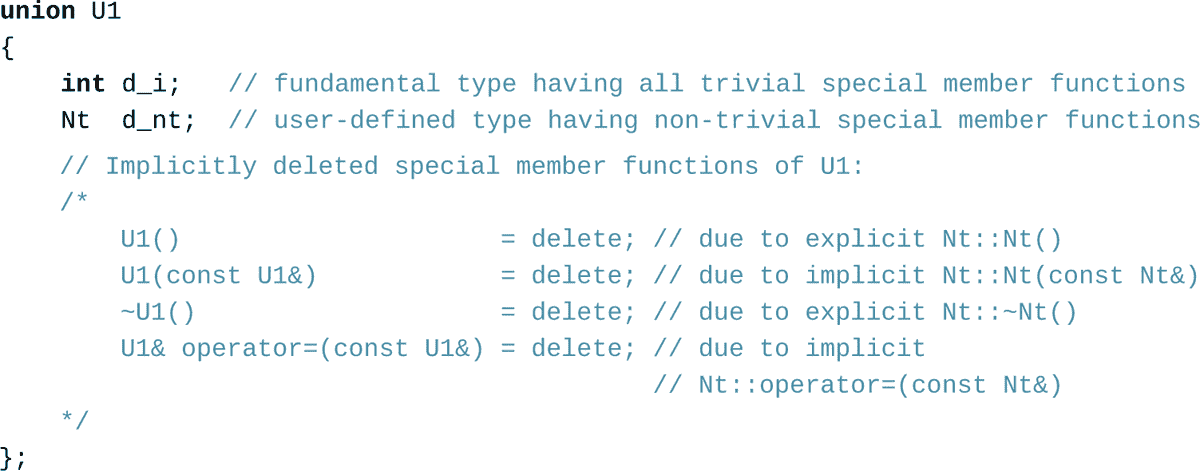 union U1
{
    int d_i;   // fundamental type having all trivial special member functions
    Nt  d_nt;  // user-defined type having non-trivial special member functions
    // Implicitly deleted special member functions of U1:
    /*
        U1()                     = delete; // due to explicit Nt::Nt()
        U1(const U1&)            = delete; // due to implicit Nt::Nt(const Nt&)
        ~U1()                    = delete; // due to explicit Nt::~Nt()
        U1& operator=(const U1&) = delete; // due to implicit
                                           // Nt::operator=(const Nt&)
    */
};